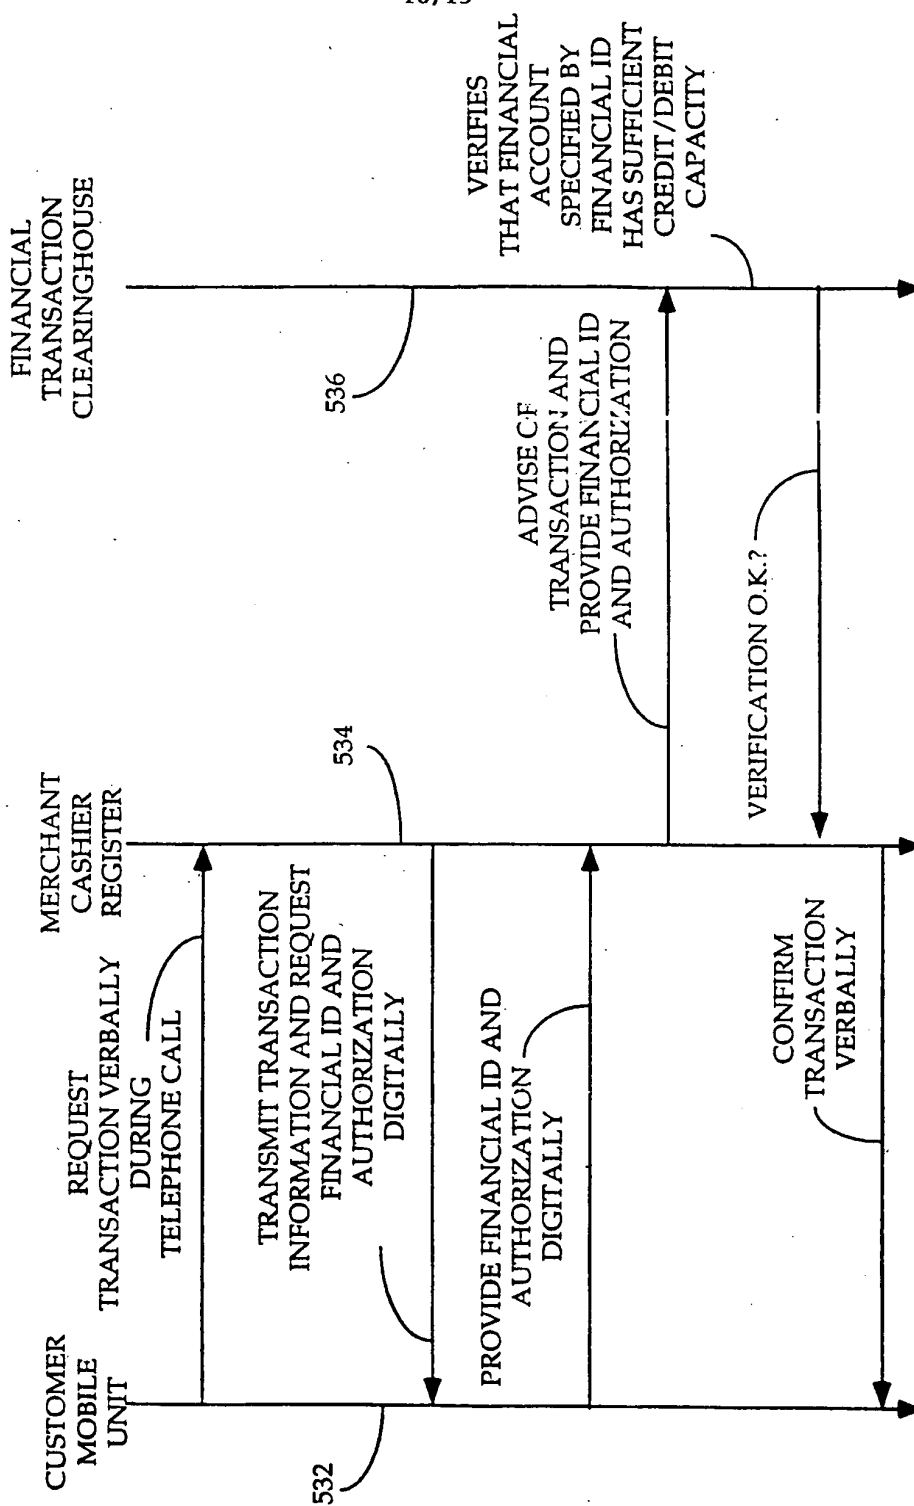 CUSTOMER
MOBILE
UNIT
REQUEST
TRANSACTION VERBALLY
DURING
TELEPHONE CALL
MERCHANT
CASHIER
REGISTER
FINANCIAL
TRANSACTION
CLEARINGHOUSE
532
534
536
TRANSMIT TRANSACTION
INFORMATION AND REQUEST
FINANCIAL ID AND
AUTHORIZATION
DIGITALLY
PROVIDE FINANCIAL ID AND
AUTHORIZATION
DIGITALLY
ADVISE OF
TRANSACTION AND
PROVIDE FINANCIAL ID
AND AUTHORIZATION
VERIFIES
THAT FINANCIAL
ACCOUNT
SPECIFIED BY
FINANCIAL ID
HAS SUFFICIENT
CREDIT/DEBIT
CAPACITY
VERIFICATION O.K.?
CONFIRM
TRANSACTION
VERBALLY